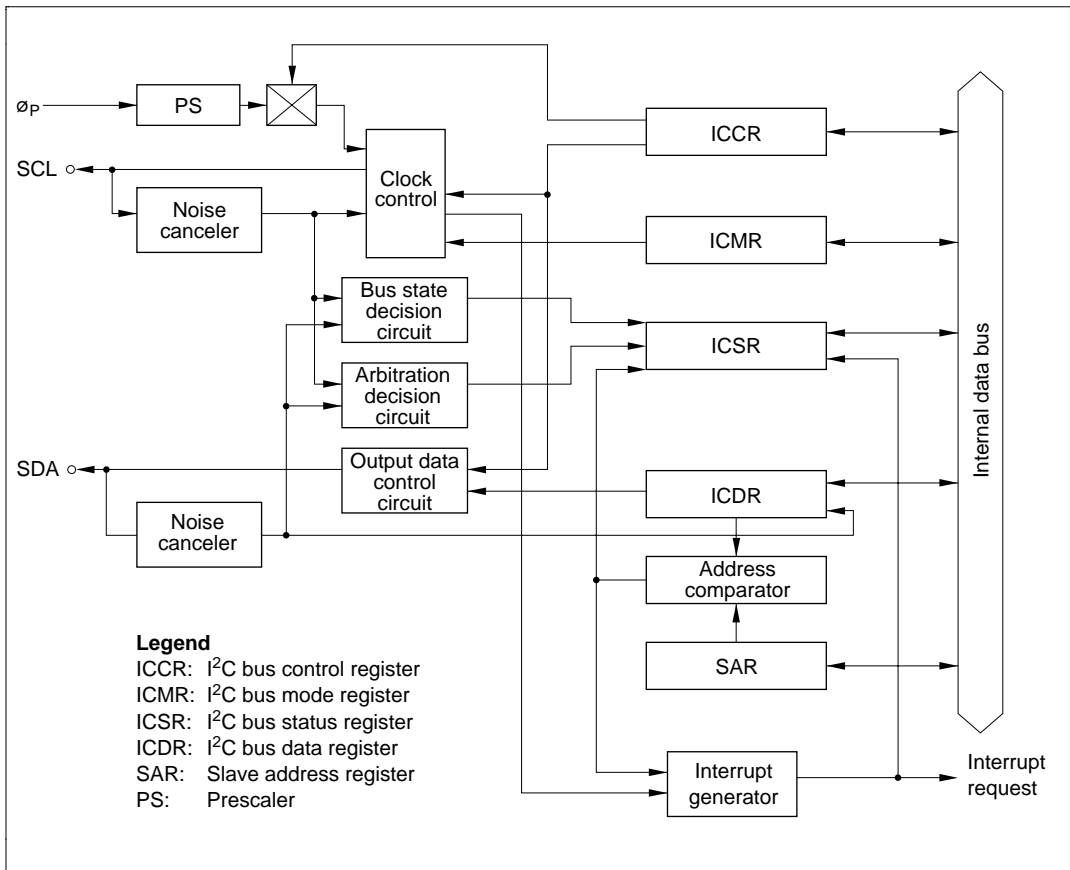 øP
PS
ICCR
SCL
Clock
control
Noise
canceler
ICMR
Bus state
decision
circuit
ICSR
Arbitration
decision
circuit
Internal data bus
SDA
Output data
control
circuit
ICDR
Noise
canceler
Address
comparator
SAR
Legend
ICCR: I2C bus control register
ICMR: I2C bus mode register
ICSR: I2C bus status register
ICDR: I2C bus data register
SAR: Slave address register
PS: Prescaler
Interrupt
generator
Interrupt
request